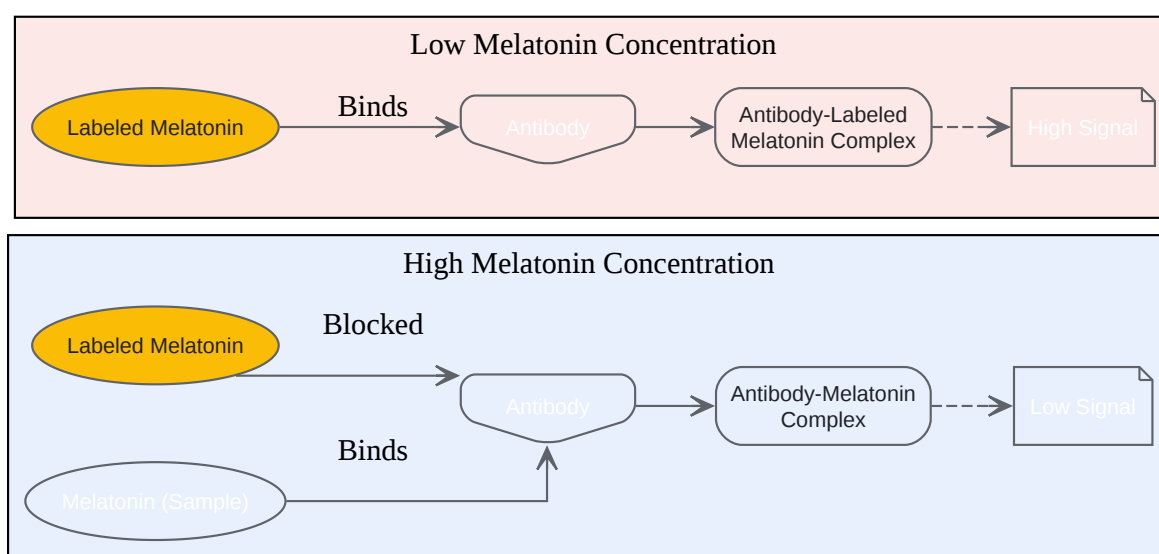 Low Melatonin Concentration
Labeled Melatonin
Binds
Antibody
Antibody-Labeled
Melatonin Complex
High Signal
High Melatonin Concentration
Labeled Melatonin
Blocked
Antibody
Antibody-Melatonin
Complex
Low Signal
Binds
Melatonin (Sample)